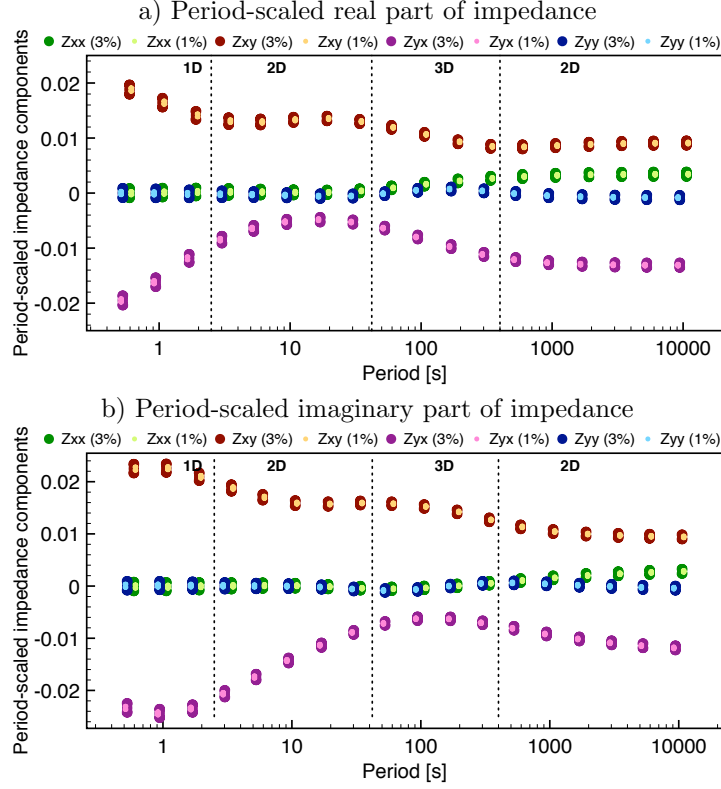 a) Period-scaled real part of impedance
Zxx (3%) Zxx (1%) Zxy (3%) Zxy (1%) Zyx (3%) Zyx (1%) Zyy (3%) Zyy (1%)
1D 2D 3D 2D
Period-scaled impedance components
0.02
0.01
0
-0.01
-0.02
1 10 100 1000 10000
Period [s]
b) Period-scaled imaginary part of impedance
Zxx (3%) Zxx (1%) Zxy (3%) Zxy (1%) Zyx (3%) Zyx (1%) Zyy (3%) Zyy (1%)
1D 2D 3D 2D
Period-scaled impedance components
0.02
0.01
0
-0.01
-0.02
1 10 100 1000 10000
Period [s]